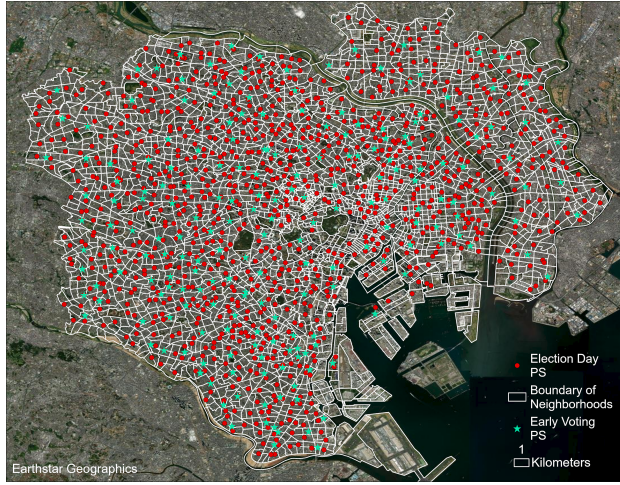 Election Day
PS
Boundary of
Neighborhoods
Early Voting
PS
1
Kilometers
Earthstar Geographics